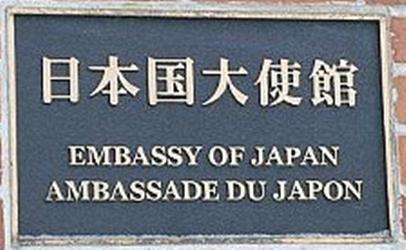 日本国大使館
EMBASSY OF JAPAN
AMBASSADE DU JAPON